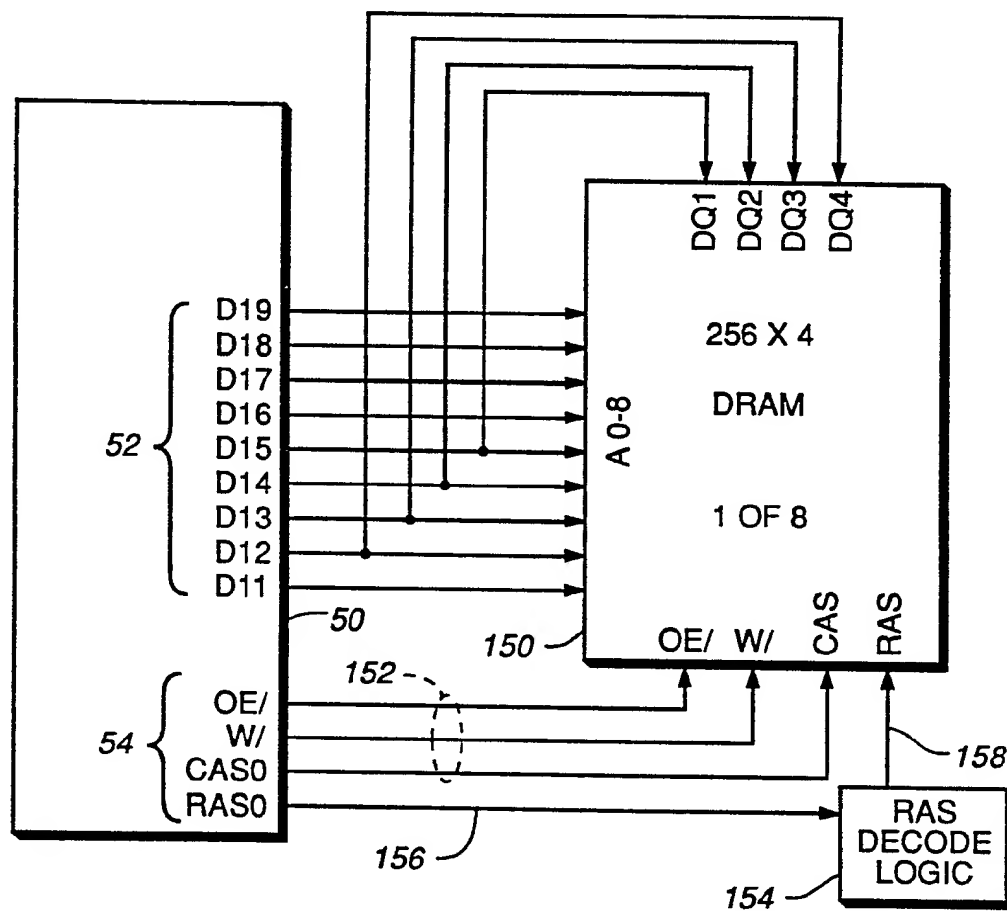 DQ1
DQ2
DQ3
DQ4
D19
D18
D17
D16
D15
D14
D13
D12
D11
52
A 0-8
256 X 4
DRAM
1 OF 8
50
150
OE/
W/
CAS
RAS
152
54
OE/
W/
CAS0
RAS0
158
156
RAS
DECODE
LOGIC
154